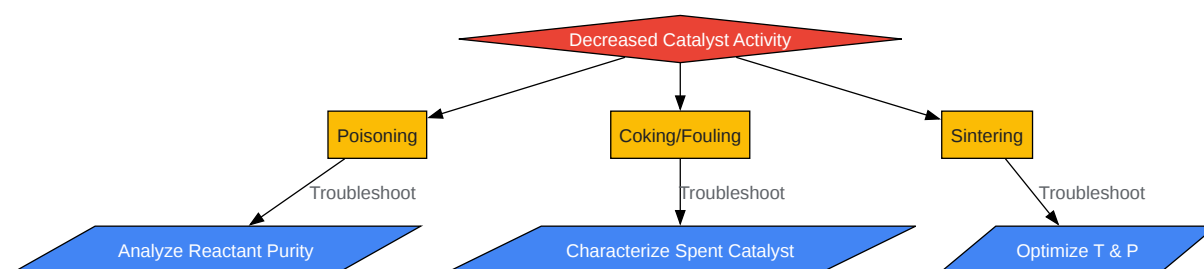 Decreased Catalyst Activity
Poisoning
Coking/Fouling
Sintering
Troubleshoot
Troubleshoot
Troubleshoot
Analyze Reactant Purity
Characterize Spent Catalyst
Optimize T & P